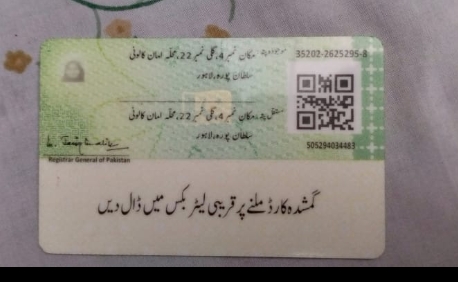 35202-2625295-8
موجودہ پتہ: مکان نمبر 4، گلی نمبر 22، محلہ امان کالونی
سلطان پورہ، لاہور
مستقل پتہ: مکان نمبر 4، گلی نمبر 22، محلہ امان کالونی
سلطان پورہ، لاہور
505294034483
Registrar General of Pakistan
گمشدہ کارڈ ملنے پر قریبی لیٹر بکس میں ڈال دیں